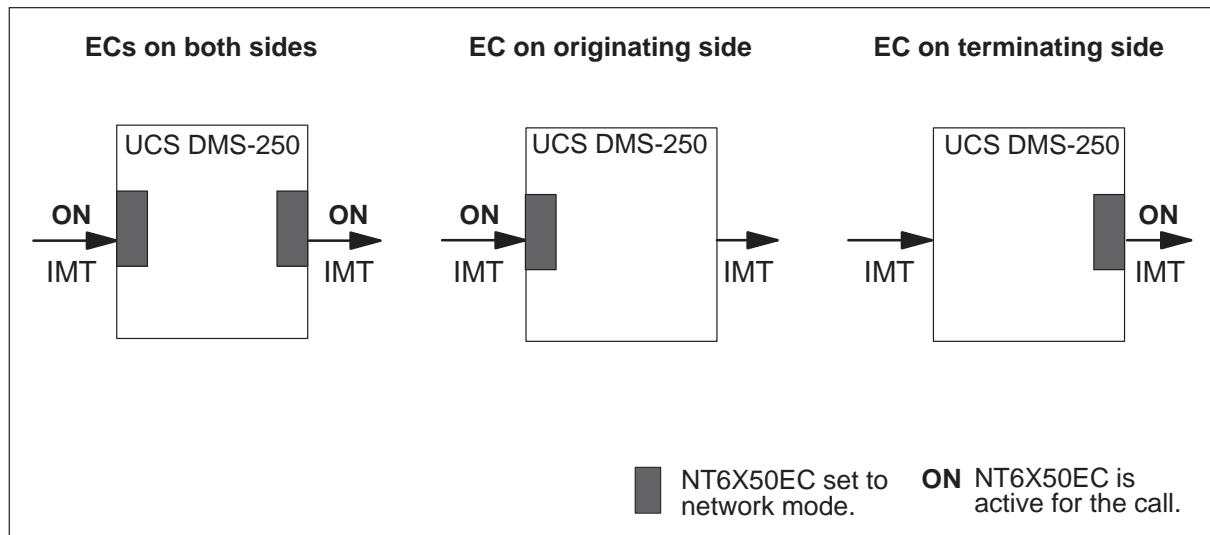 ECs on both sides
EC on originating side
EC on terminating side
UCS DMS-250
UCS DMS-250
UCS DMS-250
ON
ON
ON
ON
IMT
IMT
IMT
IMT
IMT
IMT
NT6X50EC set to
network mode.
ON NT6X50EC is
active for the call.